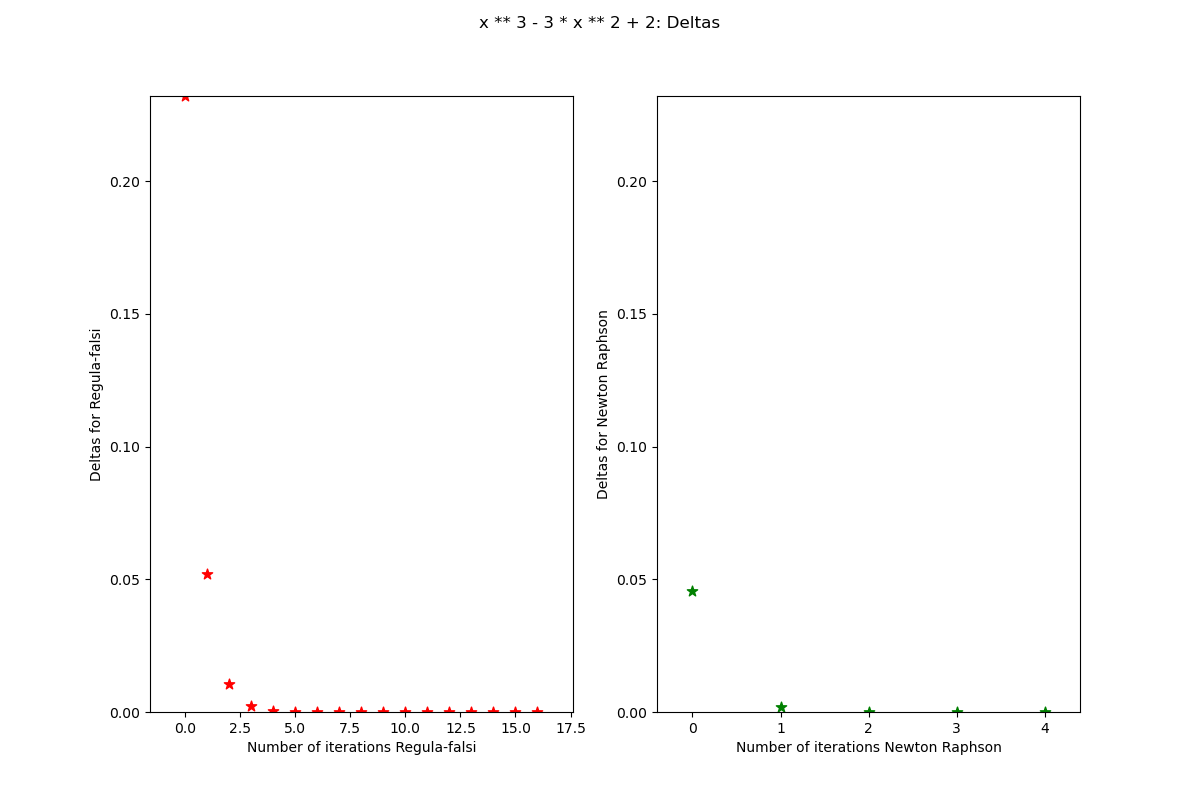 x ** 3 - 3 * x ** 2 + 2: Deltas
Deltas for Regula-falsi
0.20
0.15
0.10
0.05
0.00
0.0 2.5 5.0 7.5 10.0 12.5 15.0 17.5
Number of iterations Regula-falsi
Deltas for Newton Raphson
0.20
0.15
0.10
0.05
0.00
0 1 2 3 4
Number of iterations Newton Raphson